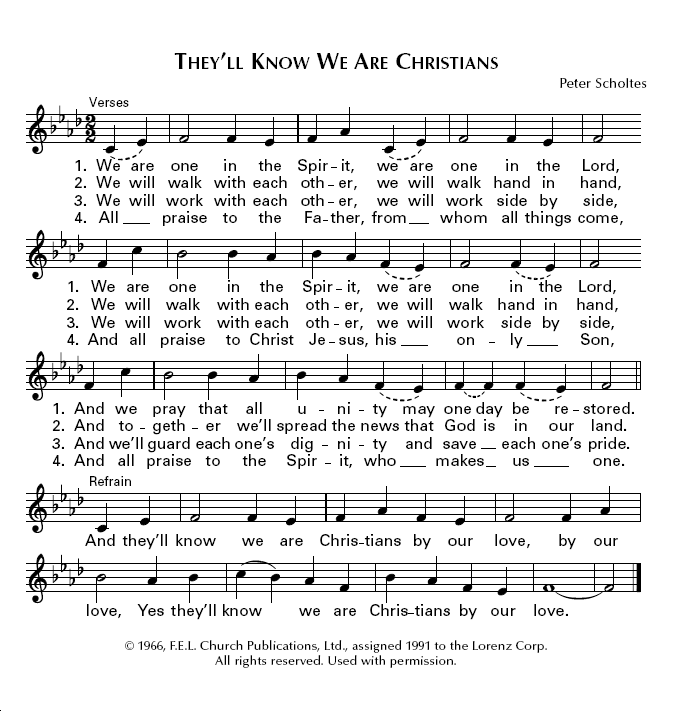 THEY'LL KNOW WE ARE CHRISTIANS
Peter Scholtes
Verses
1. We are one in the Spir-it, we are one in the Lord,
2. We will walk with each oth-er, we will walk hand in hand,
3. We will work with each oth-er, we will work side by side,
4. All ___ praise to the Fa-ther, from ___ whom all things come,
1. We are one in the Spir-it, we are one in the Lord,
2. We will walk with each oth-er, we will walk hand in hand,
3. We will work with each oth-er, we will work side by side,
4. And all praise to Christ Je-sus, his ___ on-ly ___ Son,
1. And we pray that all u-ni-ty may one day be re-stored.
2. And to-geth-er we'll spread the news that God is in our land.
3. And we'll guard each one's dig-ni-ty and save _ each one's pride.
4. And all praise to the Spir-it, who ___ makes _ us ___ one.
Refrain
And they'll know we are Chris-tians by our love, by our
love, Yes they'll know we are Chris-tians by our love.
© 1966, F.E.L. Church Publications, Ltd., assigned 1991 to the Lorenz Corp.
All rights reserved. Used with permission.